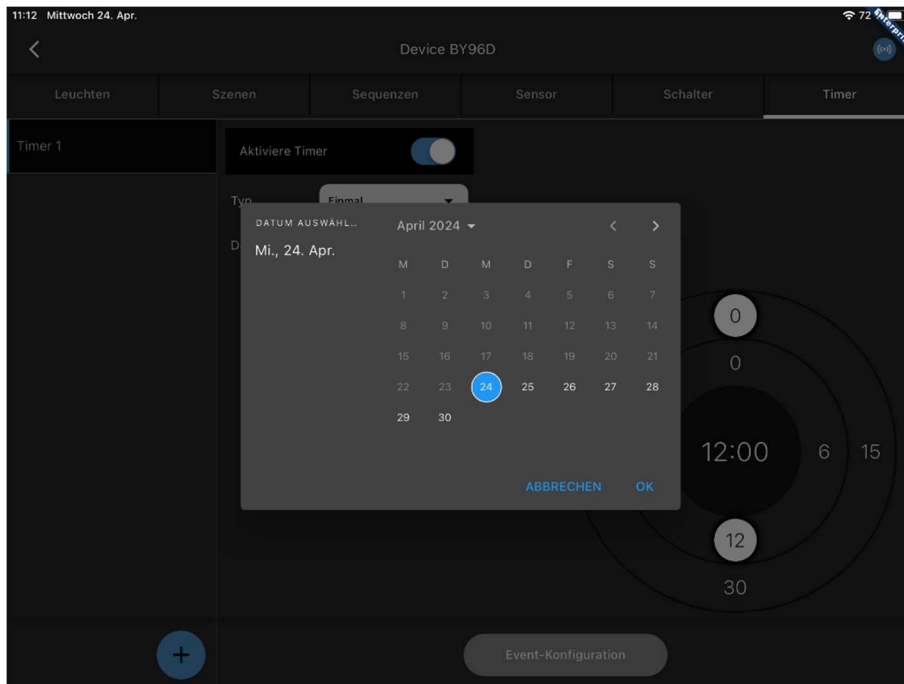 11:12 Mittwoch 24. Apr.
72
Device BY96D
Leuchten Szenen Sequenzen Sensor Schalter Timer
Timer 1
Aktiviere Timer
Typ Einmal
DATUM AUSWÄHL...
April 2024
Mi., 24. Apr.
M D M D F S S
1 2 3 4 5 6 7
8 9 10 11 12 13 14
15 16 17 18 19 20 21
22 23 24 25 26 27 28
29 30
ABBRECHEN OK
0
0
12:00 6 15
12
30
+
Event-Konfiguration